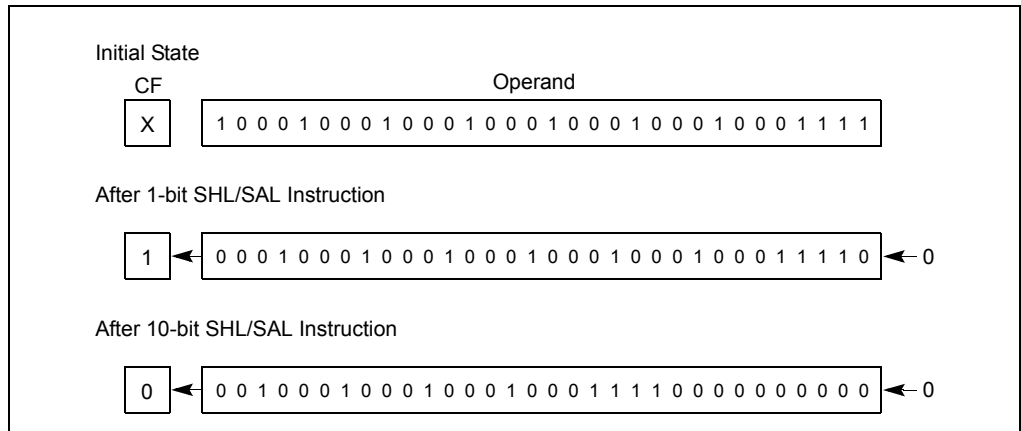 Initial State
CF Operand
X 1 0 0 0 1 0 0 0 1 0 0 0 1 0 0 0 1 0 0 0 1 0 0 0 1 0 0 0 1 1 1 1
After 1-bit SHL/SAL Instruction
1 0 0 0 1 0 0 0 1 0 0 0 1 0 0 0 1 0 0 0 1 0 0 0 1 0 0 0 1 1 1 1 0 0
After 10-bit SHL/SAL Instruction
0 0 0 1 0 0 0 1 0 0 0 1 0 0 0 1 0 0 0 1 1 1 1 0 0 0 0 0 0 0 0 0 0 0